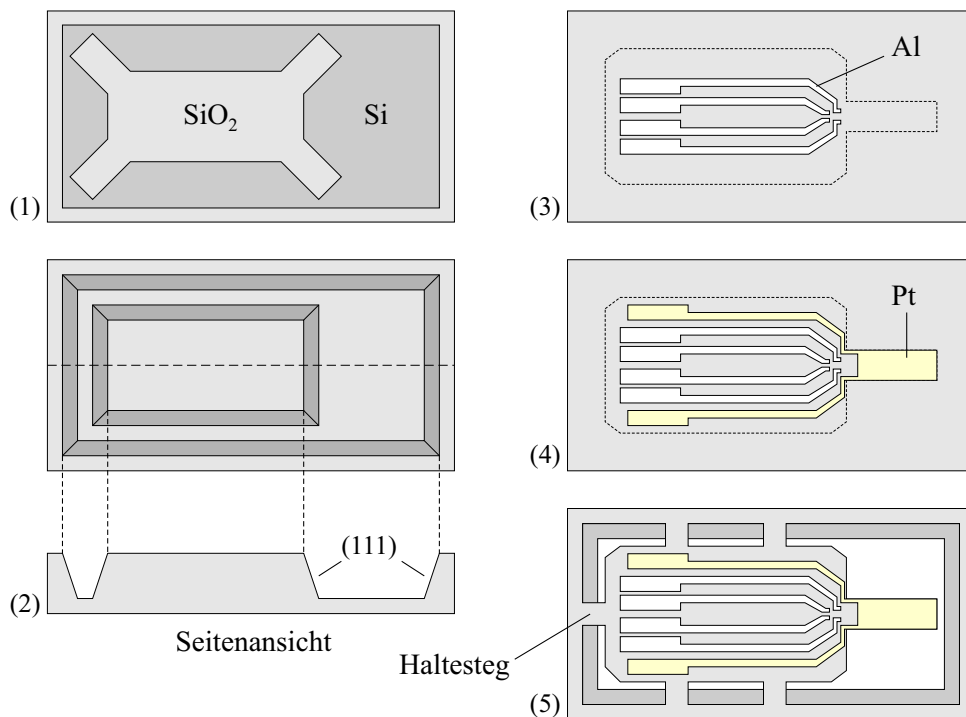 SiO₂
Si
(1)
(111)
(2)
Seitenansicht
Al
(3)
Pt
(4)
Haltesteg
(5)